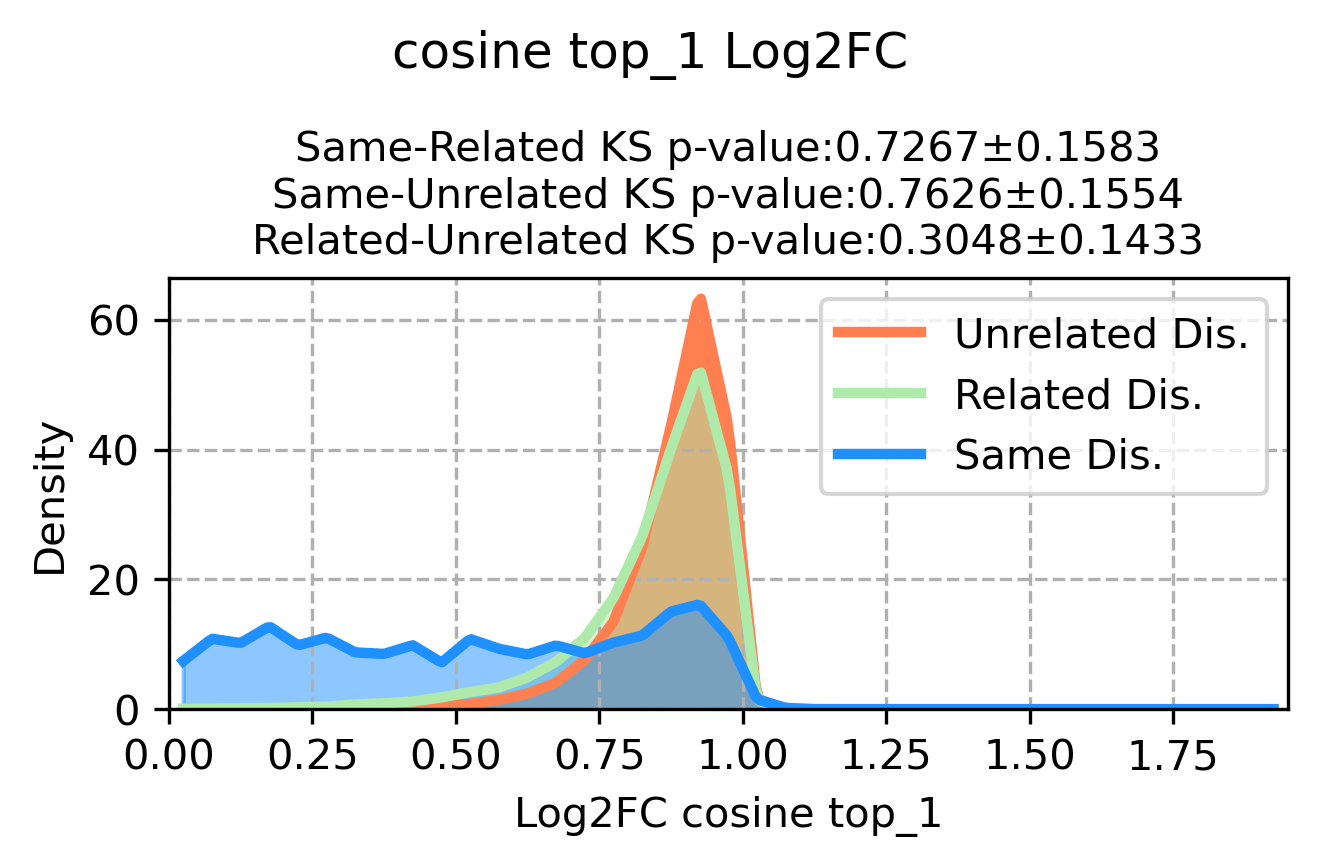 cosine top_1 Log2FC
Same-Related KS p-value:0.7267±0.1583
Same-Unrelated KS p-value:0.7626±0.1554
Related-Unrelated KS p-value:0.3048±0.1433
60
40
20
0
Density
Unrelated Dis.
Related Dis.
Same Dis.
0.00 0.25 0.50 0.75 1.00 1.25 1.50 1.75
Log2FC cosine top_1